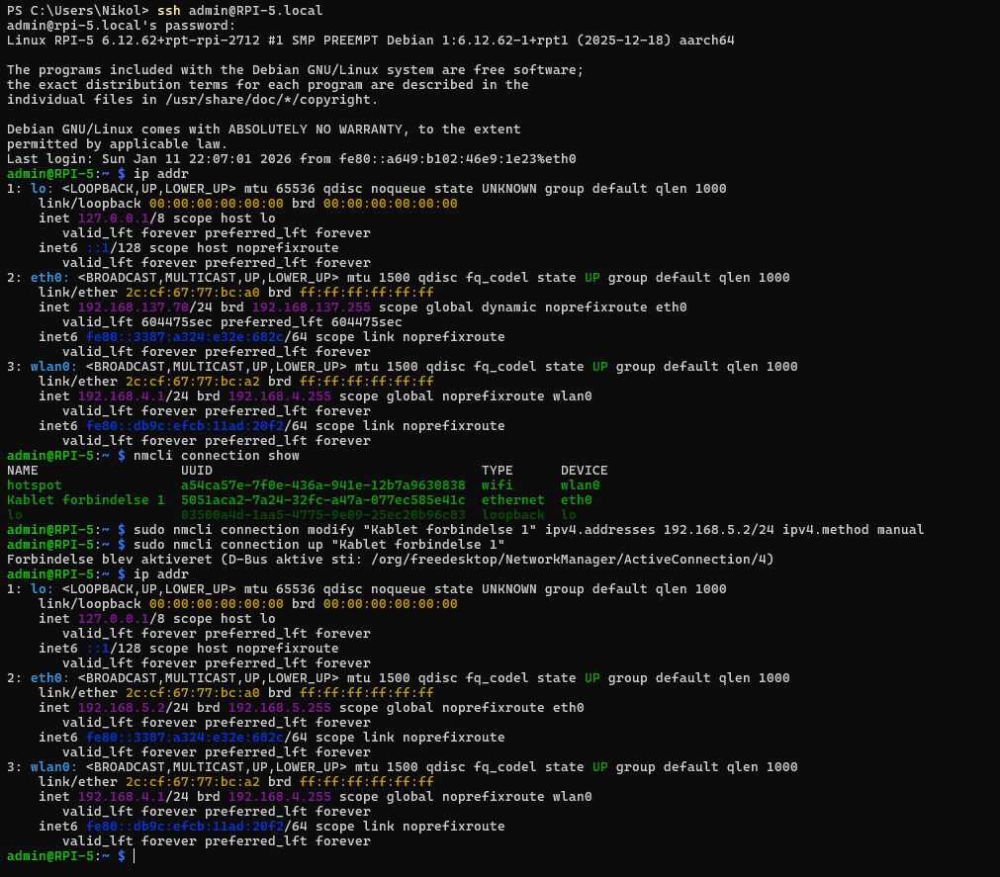 PS C:\Users\Nikol> ssh admin@RPI-5.local
admin@rpi-5.local's password:
Linux RPI-5 6.12.62+rpt-rpi-2712 #1 SMP PREEMPT Debian 1:6.12.62-1+rpt1 (2025-12-18) aarch64
The programs included with the Debian GNU/Linux system are free software;
the exact distribution terms for each program are described in the
individual files in /usr/share/doc/*/copyright.
Debian GNU/Linux comes with ABSOLUTELY NO WARRANTY, to the extent
permitted by applicable law.
Last login: Sun Jan 11 22:07:01 2026 from fe80::a649:b102:46e9:1e23%eth0
admin@RPI-5:~ $ ip addr
1: lo: <LOOPBACK,UP,LOWER_UP> mtu 65536 qdisc noqueue state UNKNOWN group default qlen 1000
    link/loopback 00:00:00:00:00:00 brd 00:00:00:00:00:00
    inet 127.0.0.1/8 scope host lo
       valid_lft forever preferred_lft forever
    inet6 ::1/128 scope host noprefixroute
       valid_lft forever preferred_lft forever
2: eth0: <BROADCAST,MULTICAST,UP,LOWER_UP> mtu 1500 qdisc fq_codel state UP group default qlen 1000
    link/ether 2c:cf:67:77:bc:a0 brd ff:ff:ff:ff:ff:ff
    inet 192.168.137.70/24 brd 192.168.137.255 scope global dynamic noprefixroute eth0
       valid_lft 604475sec preferred_lft 604475sec
    inet6 fe80::3387:a324:e32e:682c/64 scope link noprefixroute
       valid_lft forever preferred_lft forever
3: wlan0: <BROADCAST,MULTICAST,UP,LOWER_UP> mtu 1500 qdisc fq_codel state UP group default qlen 1000
    link/ether 2c:cf:67:77:bc:a2 brd ff:ff:ff:ff:ff:ff
    inet 192.168.4.1/24 brd 192.168.4.255 scope global noprefixroute wlan0
       valid_lft forever preferred_lft forever
    inet6 fe80::db9c:efcb:11ad:20f2/64 scope link noprefixroute
       valid_lft forever preferred_lft forever
admin@RPI-5:~ $ nmcli connection show
NAME                  UUID                                  TYPE      DEVICE
hotspot               a54ca57e-7f0e-436a-941e-12b7a9630838  wifi      wlan0
Kablet forbindelse 1  5051aca2-7a24-32fc-a47a-077ec585e41c  ethernet  eth0
lo                    03500a4d-1aa5-4775-9e09-25ec20b96c83  loopback  lo
admin@RPI-5:~ $ sudo nmcli connection modify "Kablet forbindelse 1" ipv4.addresses 192.168.5.2/24 ipv4.method manual
admin@RPI-5:~ $ sudo nmcli connection up "Kablet forbindelse 1"
Forbindelse blev aktiveret (D-Bus aktive sti: /org/freedesktop/NetworkManager/ActiveConnection/4)
admin@RPI-5:~ $ ip addr
1: lo: <LOOPBACK,UP,LOWER_UP> mtu 65536 qdisc noqueue state UNKNOWN group default qlen 1000
    link/loopback 00:00:00:00:00:00 brd 00:00:00:00:00:00
    inet 127.0.0.1/8 scope host lo
       valid_lft forever preferred_lft forever
    inet6 ::1/128 scope host noprefixroute
       valid_lft forever preferred_lft forever
2: eth0: <BROADCAST,MULTICAST,UP,LOWER_UP> mtu 1500 qdisc fq_codel state UP group default qlen 1000
    link/ether 2c:cf:67:77:bc:a0 brd ff:ff:ff:ff:ff:ff
    inet 192.168.5.2/24 brd 192.168.5.255 scope global noprefixroute eth0
       valid_lft forever preferred_lft forever
    inet6 fe80::3387:a324:e32e:682c/64 scope link noprefixroute
       valid_lft forever preferred_lft forever
3: wlan0: <BROADCAST,MULTICAST,UP,LOWER_UP> mtu 1500 qdisc fq_codel state UP group default qlen 1000
    link/ether 2c:cf:67:77:bc:a2 brd ff:ff:ff:ff:ff:ff
    inet 192.168.4.1/24 brd 192.168.4.255 scope global noprefixroute wlan0
       valid_lft forever preferred_lft forever
    inet6 fe80::db9c:efcb:11ad:20f2/64 scope link noprefixroute
       valid_lft forever preferred_lft forever
admin@RPI-5:~ $